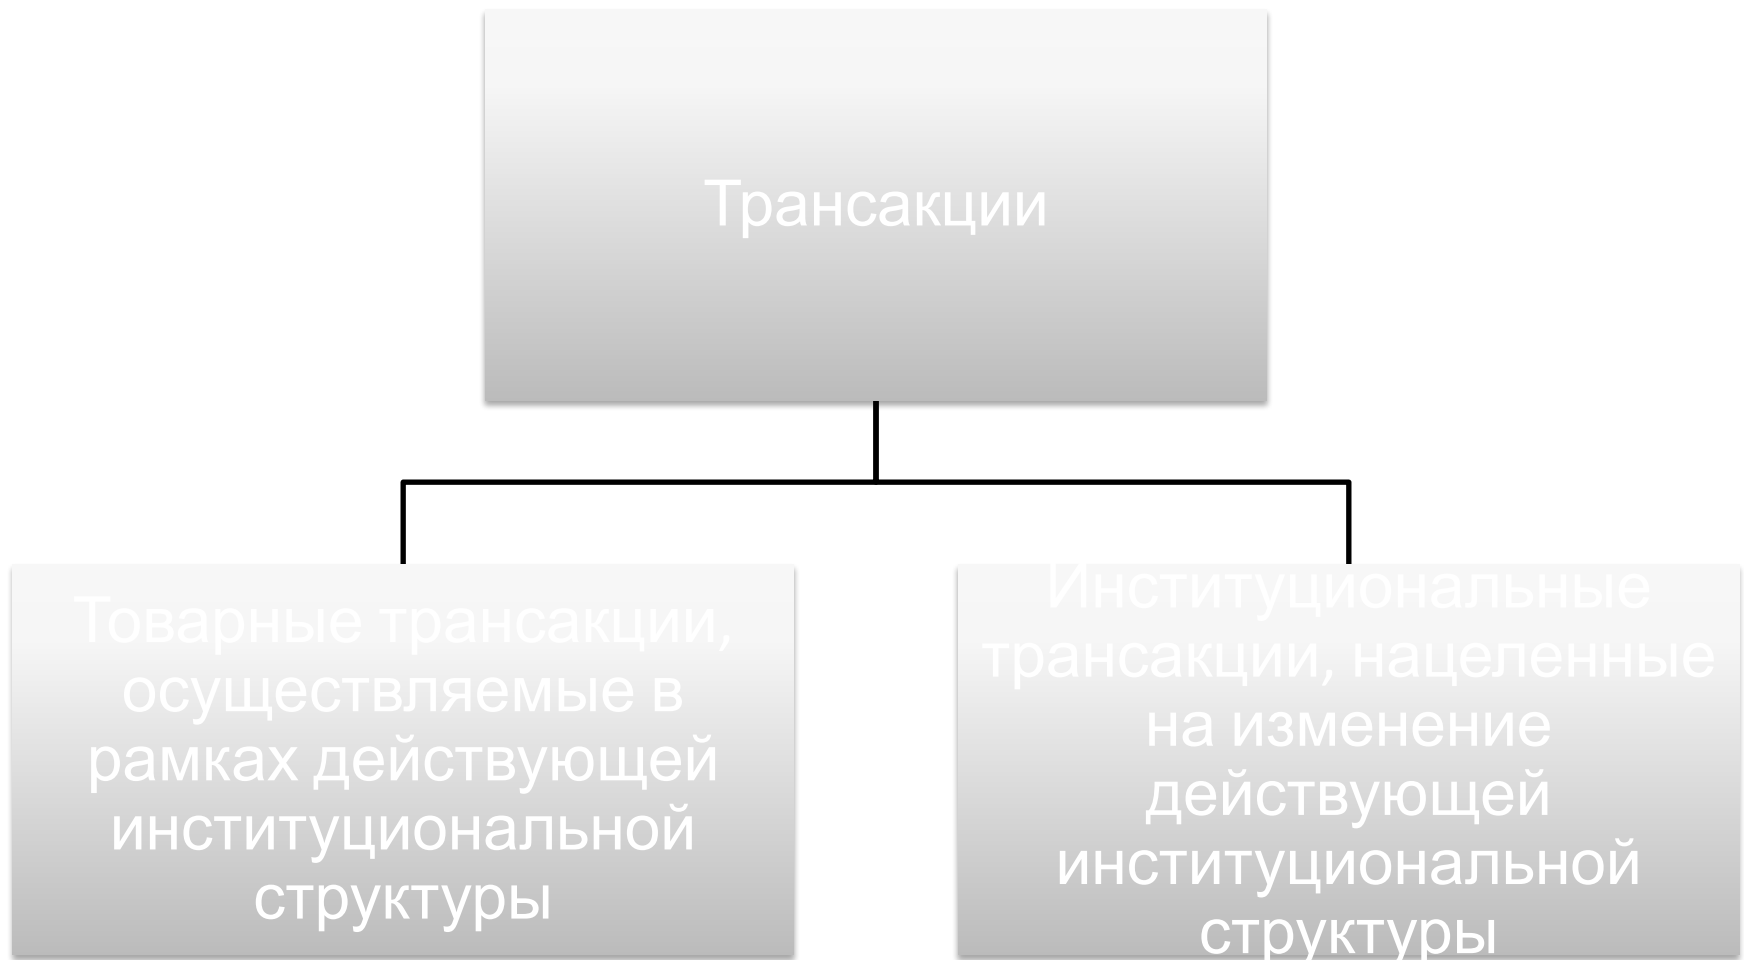 Трансакции
Товарные трансакции,
осуществляемые в
рамках действующей
институциональной
структуры
Институциональные
трансакции, нацеленные
на изменение
действующей
институциональной
структуры